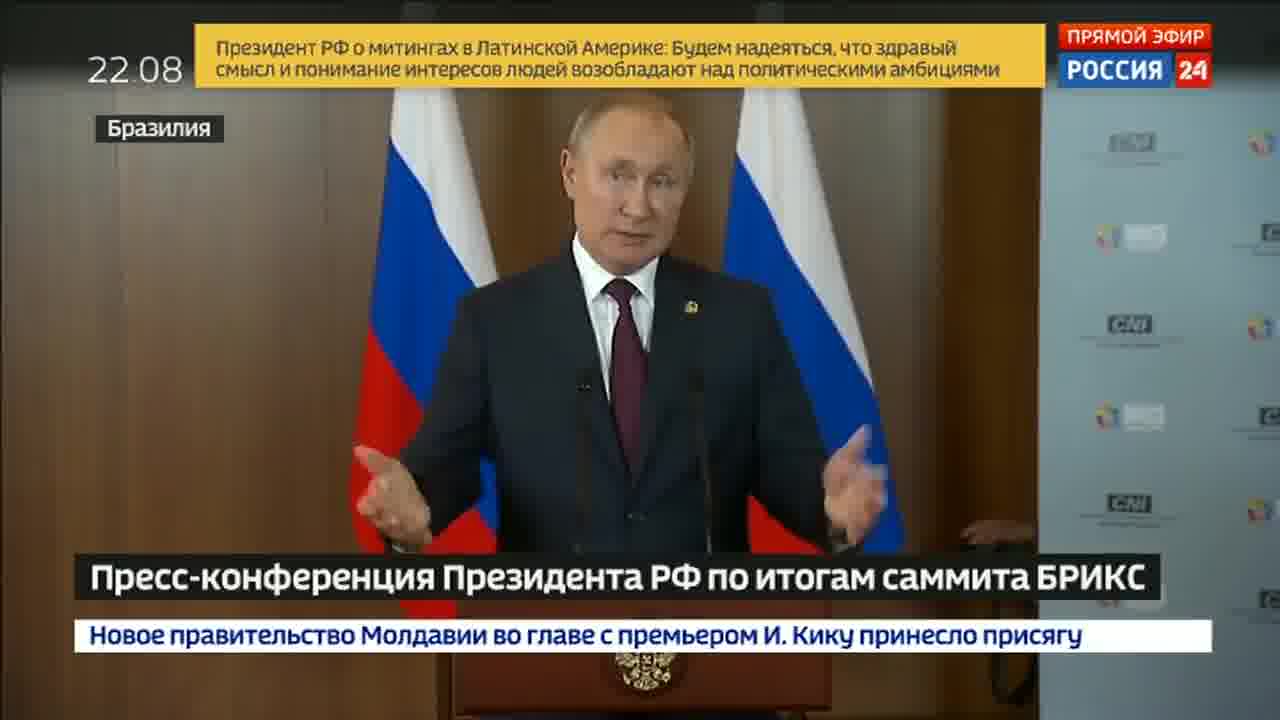 22.08
Президент РФ о митингах в Латинской Америке: Будем надеяться, что здравый
смысл и понимание интересов людей возобладают над политическими амбициями
ПРЯМОЙ ЭФИР
РОССИЯ 24
Бразилия
CNI
CNI
Пресс-конференция Президента РФ по итогам саммита БРИКС
Новое правительство Молдавии во главе с премьером И. Кику принесло присягу